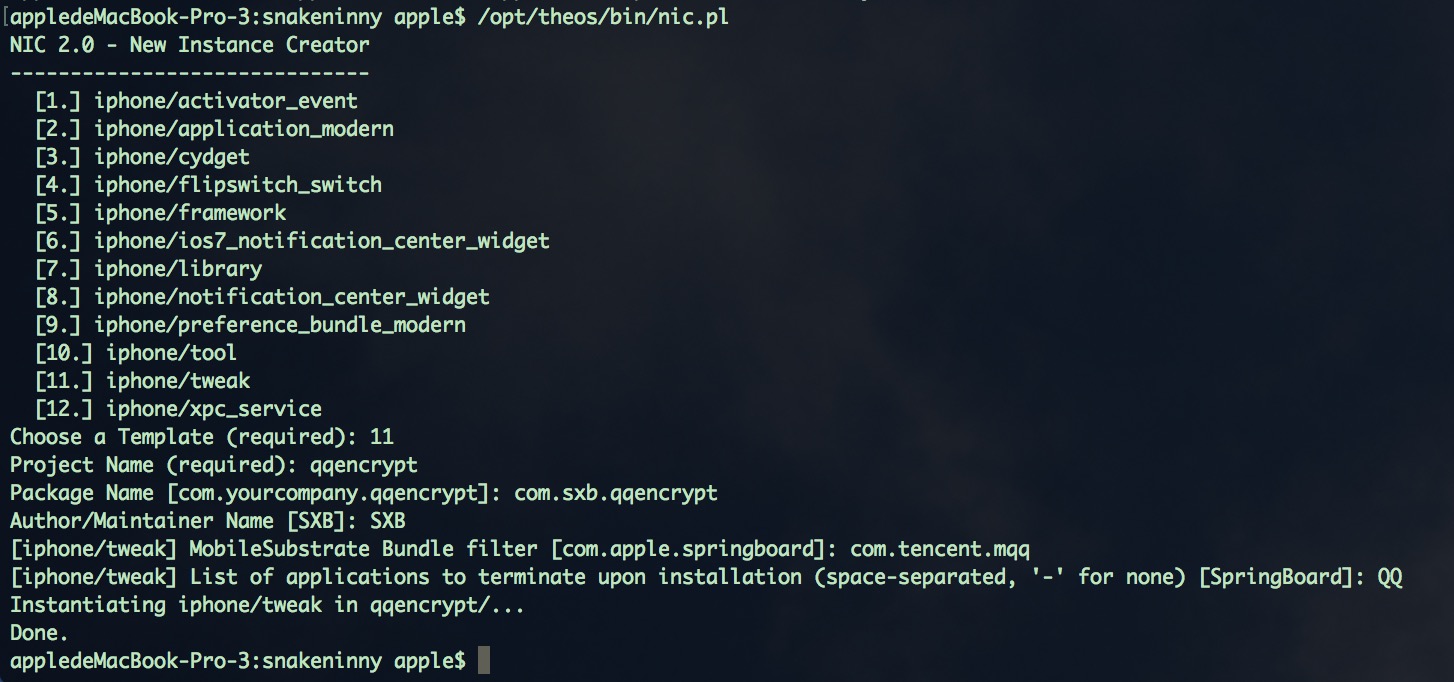 [appledeMacBook-Pro-3:snakeninny apple$ /opt/theos/bin/nic.pl
NIC 2.0 - New Instance Creator
------------------------------
  [1.] iphone/activator_event
  [2.] iphone/application_modern
  [3.] iphone/cydget
  [4.] iphone/flipswitch_switch
  [5.] iphone/framework
  [6.] iphone/ios7_notification_center_widget
  [7.] iphone/library
  [8.] iphone/notification_center_widget
  [9.] iphone/preference_bundle_modern
  [10.] iphone/tool
  [11.] iphone/tweak
  [12.] iphone/xpc_service
Choose a Template (required): 11
Project Name (required): qqencrypt
Package Name [com.yourcompany.qqencrypt]: com.sxb.qqencrypt
Author/Maintainer Name [SXB]: SXB
[iphone/tweak] MobileSubstrate Bundle filter [com.apple.springboard]: com.tencent.mqq
[iphone/tweak] List of applications to terminate upon installation (space-separated, '-' for none) [SpringBoard]: QQ
Instantiating iphone/tweak in qqencrypt/...
Done.
appledeMacBook-Pro-3:snakeninny apple$